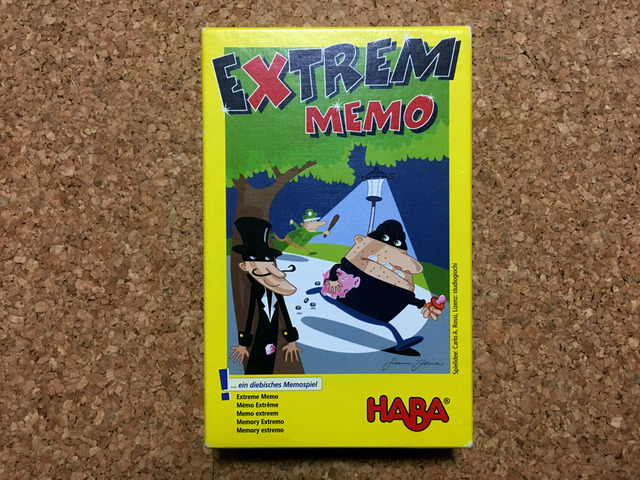 EXTREM
MEMO
Spielidee: Carlo A. Rossi, Lizenz: studiogiochi
! ... ein diebisches Memospiel
Extreme Memo
Mémo Extrême
Memo extreem
Memory Extremo
Memory estremo
HABA®